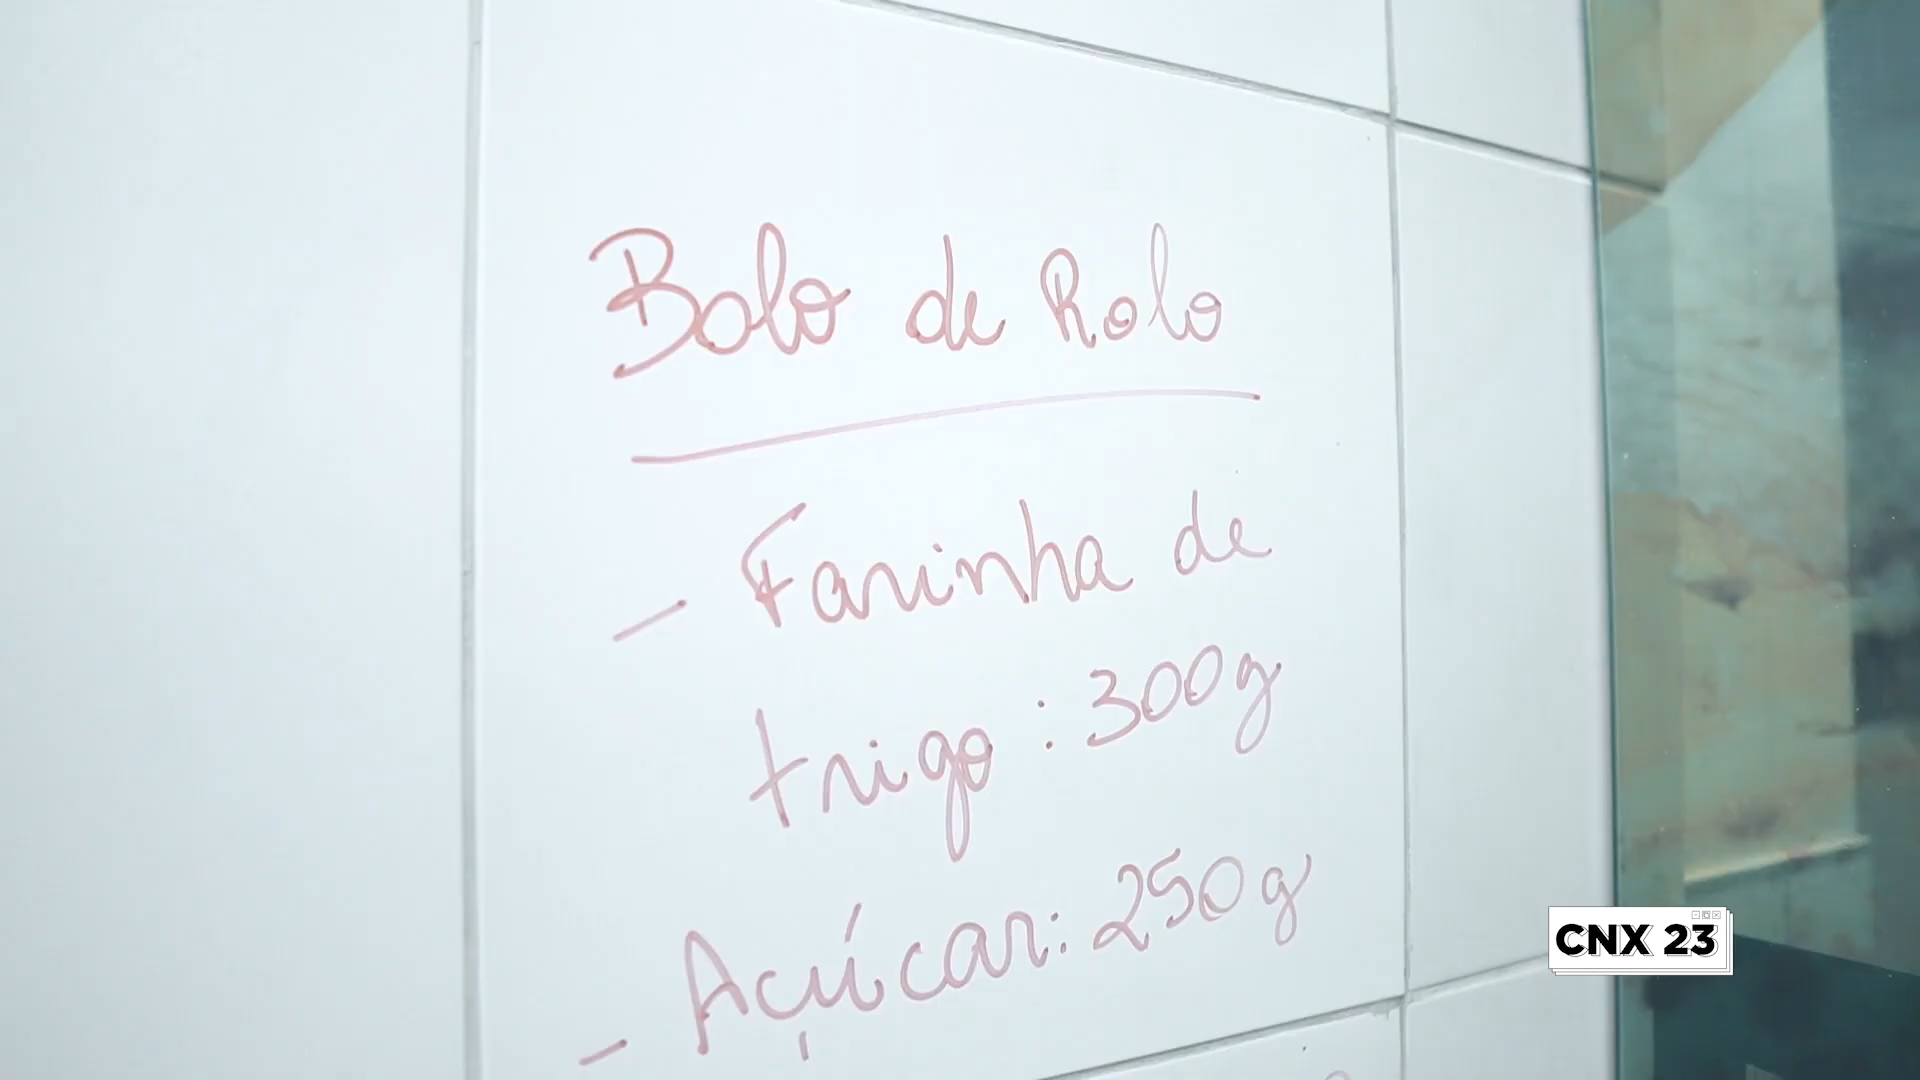 Bolo de Rolo
- Farinha de
trigo : 300g
- Açúcar: 250g
CNX 23